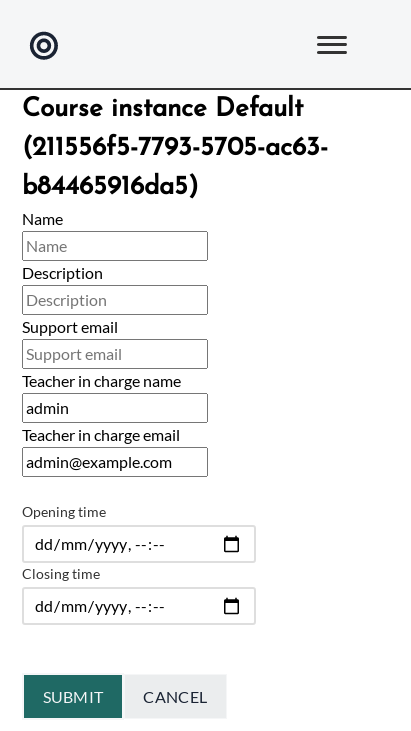 Course instance Default
(211556f5-7793-5705-ac63-
b84465916da5)
Name
Name
Description
Description
Support email
Support email
Teacher in charge name
admin
Teacher in charge email
admin@example.com
Opening time
dd/mm/yyyy, --:--
Closing time
dd/mm/yyyy, --:--
SUBMIT CANCEL